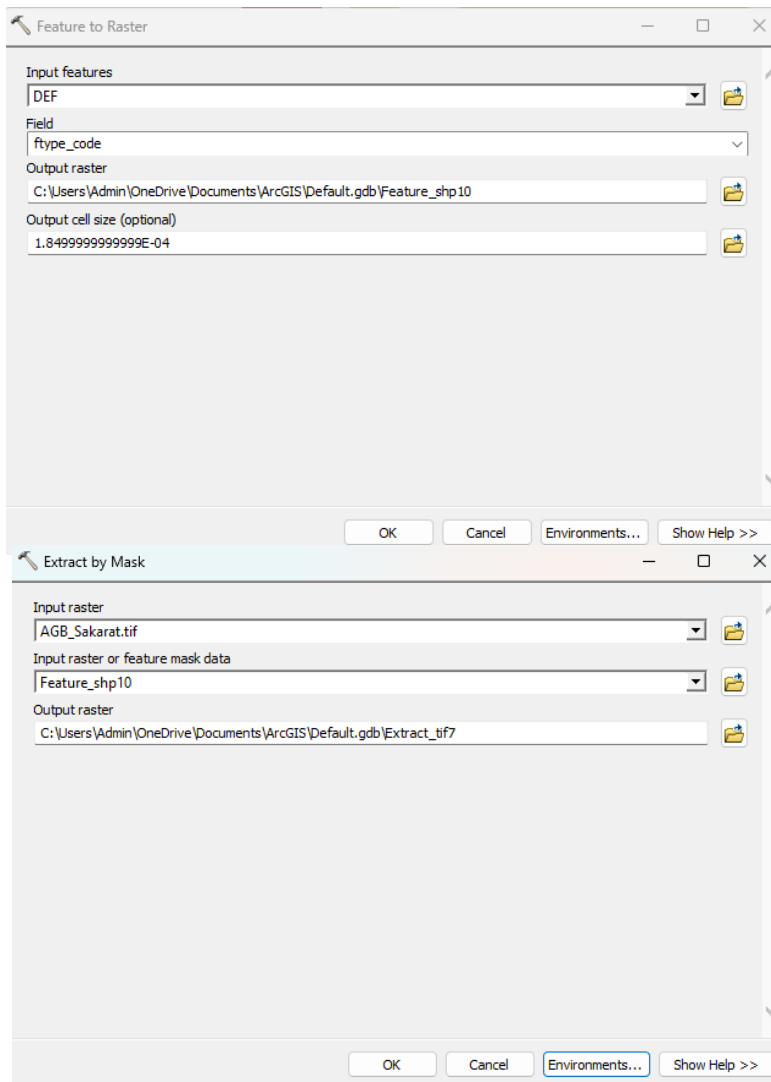 Feature to Raster
Input features
DEF
Field
ftype_code
Output raster
C:\Users\Admin\OneDrive\Documents\ArcGIS\Default.gdb\Feature_shp10
Output cell size (optional)
1.8499999999999E-04
OK Cancel Environments... Show Help >>
Extract by Mask
Input raster
AGB_Sakarat.tif
Input raster or feature mask data
Feature_shp10
Output raster
C:\Users\Admin\OneDrive\Documents\ArcGIS\Default.gdb\Extract_tif7
OK Cancel Environments... Show Help >>